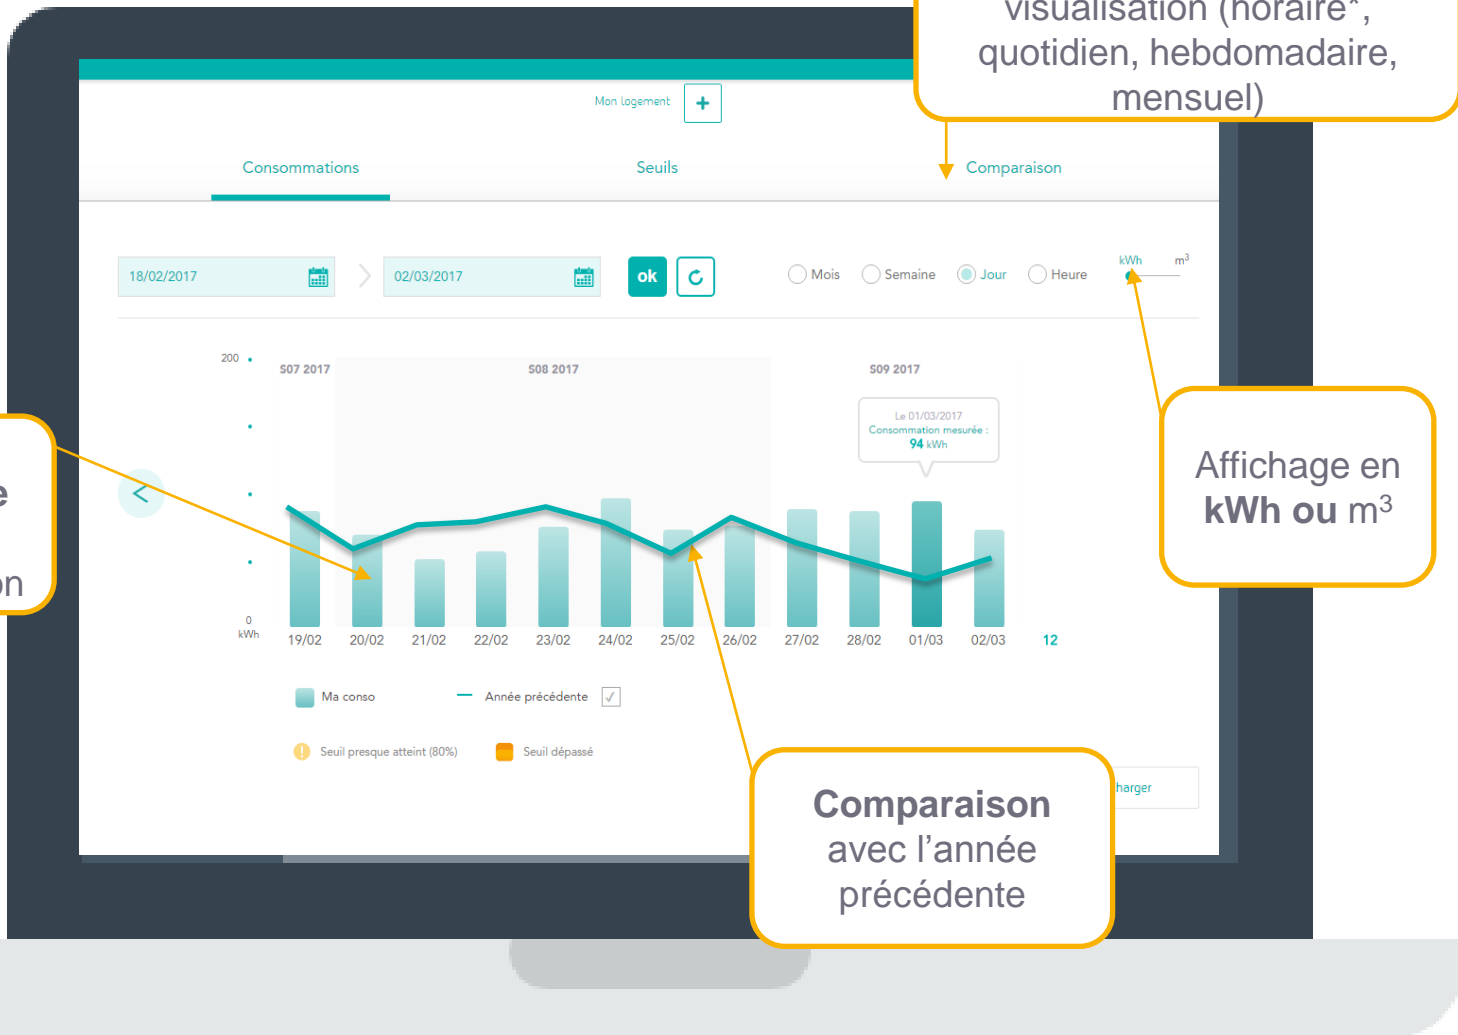 visualisation (horaire*,
quotidien, hebdomadaire,
mensuel)
Mon logement +
Consommations Seuils Comparaison
18/02/2017 02/03/2017 ok Mois Semaine Jour Heure kWh m³
200
S07 2017 S08 2017 S09 2017
Le 01/03/2017
Consommation mesurée :
94 kWh
Affichage en
kWh ou m³
0
kWh
19/02 20/02 21/02 22/02 23/02 24/02 25/02 26/02 27/02 28/02 01/03 02/03 12
Ma conso Année précédente
! Seuil presque atteint (80%) Seuil dépassé
harger
Comparaison
avec l’année
précédente